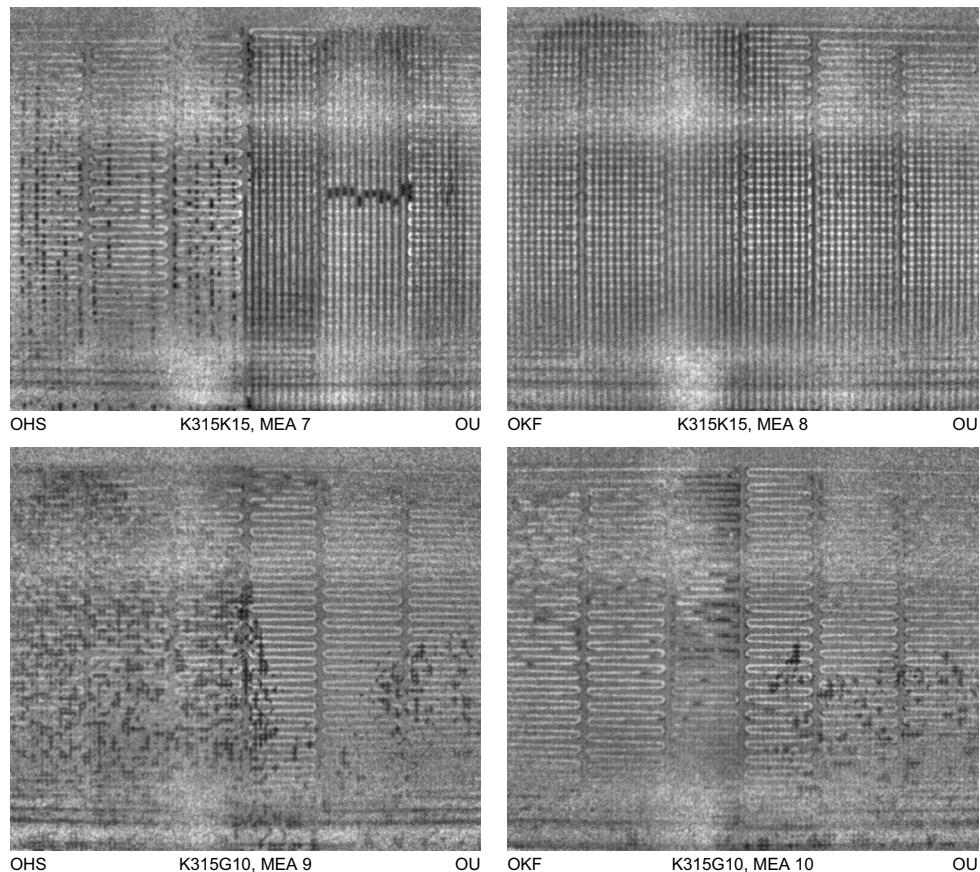 OHS K315K15, MEA 7 OU
OKF K315K15, MEA 8 OU
OHS K315G10, MEA 9 OU
OKF K315G10, MEA 10 OU